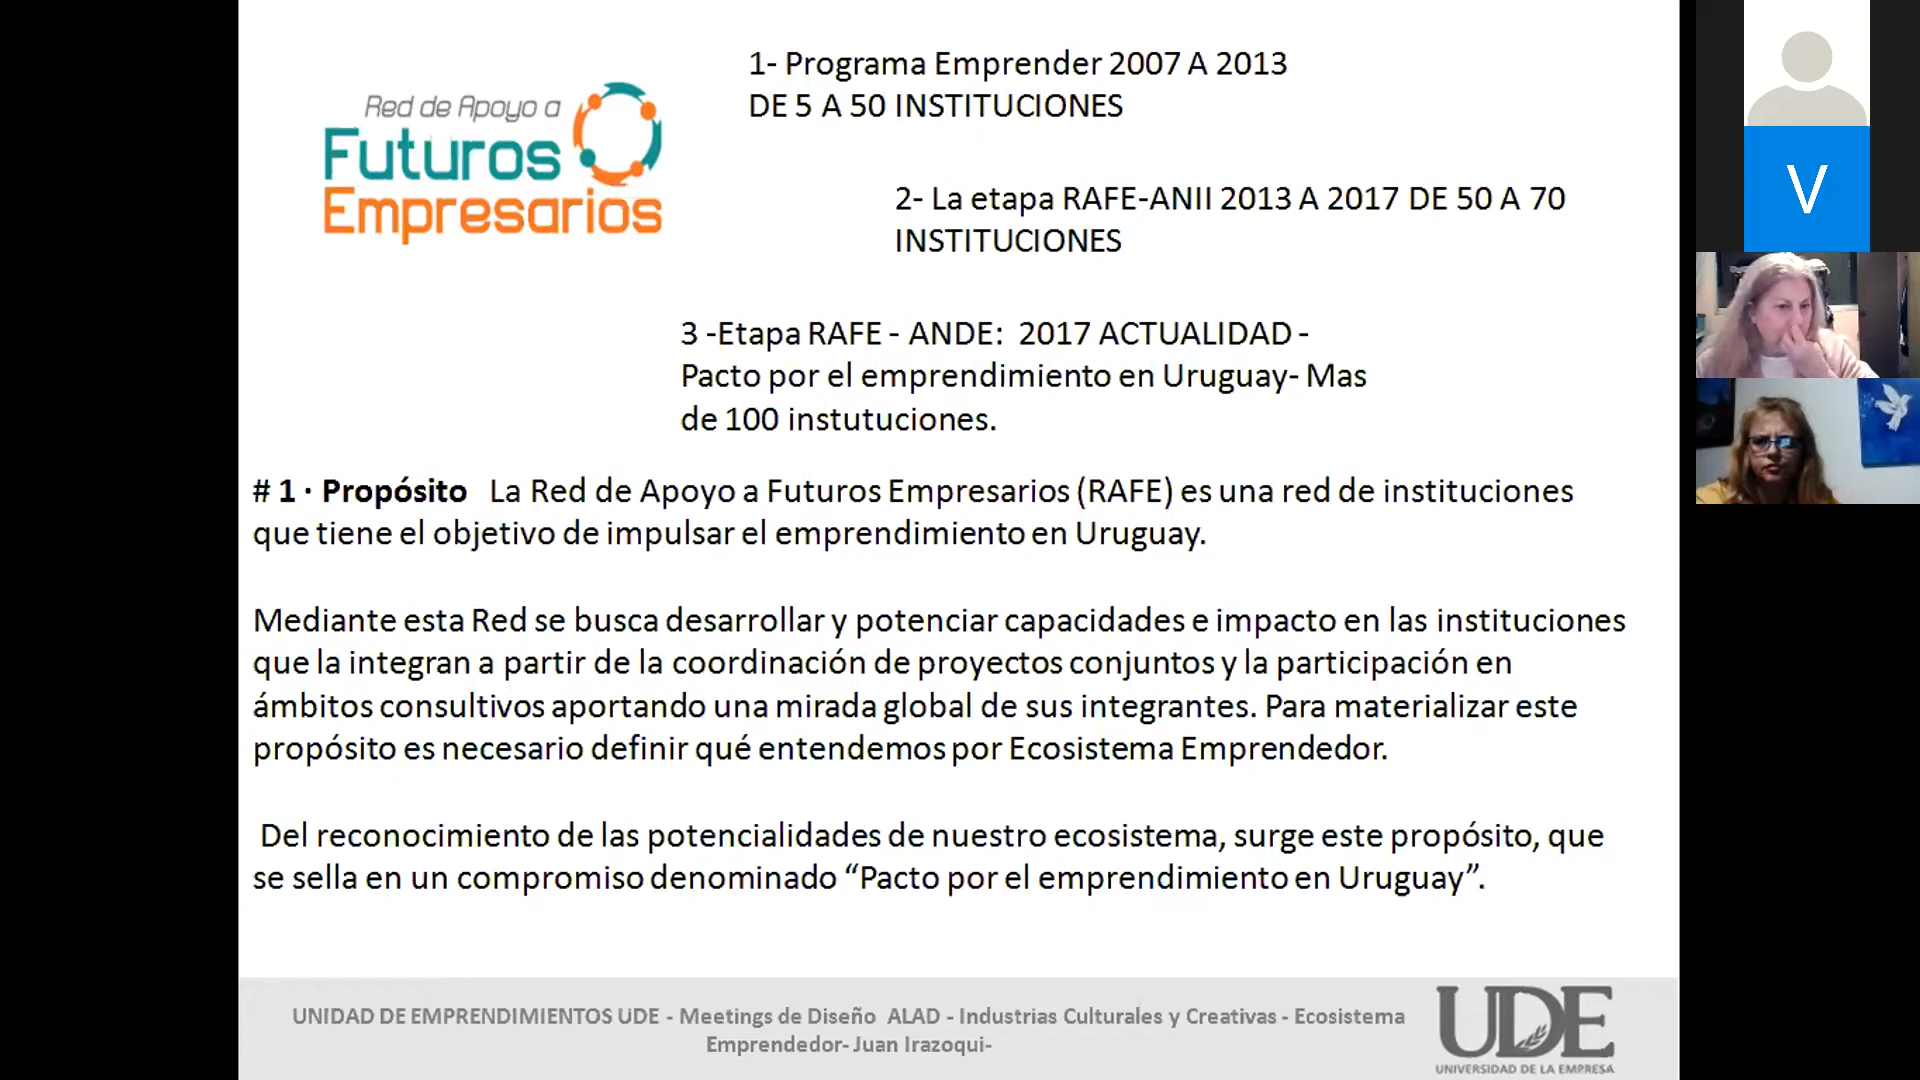 1- Programa Emprender 2007 A 2013
DE 5 A 50 INSTITUCIONES
Red de Apoyo a
Futuros
Empresarios
2- La etapa RAFE-ANII 2013 A 2017 DE 50 A 70
INSTITUCIONES
3 -Etapa RAFE - ANDE: 2017 ACTUALIDAD -
Pacto por el emprendimiento en Uruguay- Mas
de 100 instutuciones.
# 1 · Propósito La Red de Apoyo a Futuros Empresarios (RAFE) es una red de instituciones
que tiene el objetivo de impulsar el emprendimiento en Uruguay.
Mediante esta Red se busca desarrollar y potenciar capacidades e impacto en las instituciones
que la integran a partir de la coordinación de proyectos conjuntos y la participación en
ámbitos consultivos aportando una mirada global de sus integrantes. Para materializar este
propósito es necesario definir qué entendemos por Ecosistema Emprendedor.
Del reconocimiento de las potencialidades de nuestro ecosistema, surge este propósito, que
se sella en un compromiso denominado “Pacto por el emprendimiento en Uruguay”.
UNIDAD DE EMPRENDIMIENTOS UDE - Meetings de Diseño ALAD - Industrias Culturales y Creativas - Ecosistema
Emprendedor- Juan Irazoqui-
UDE
UNIVERSIDAD DE LA EMPRESA
V